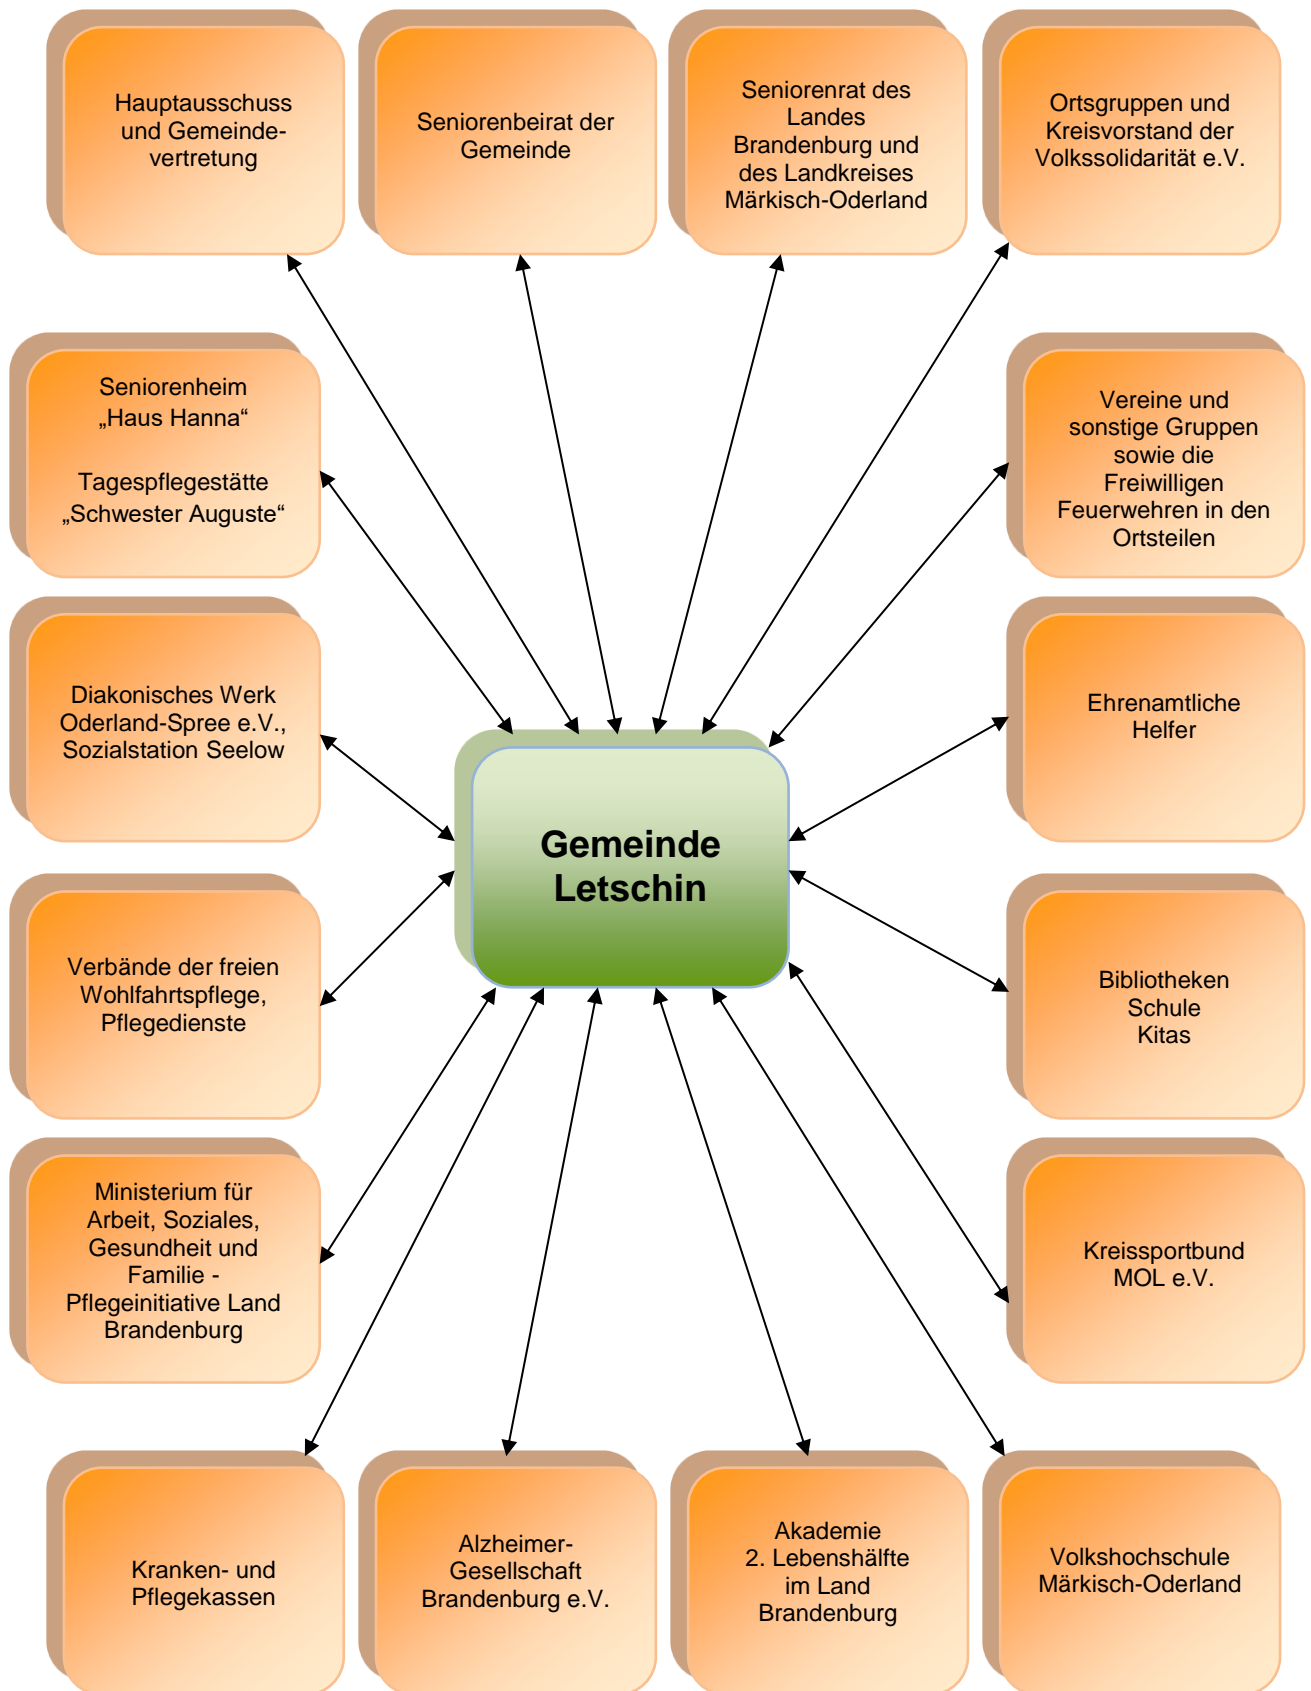 Hauptausschuss
und Gemeinde-
vertretung
Seniorenbeirat der
Gemeinde
Seniorenrat des
Landes
Brandenburg und
des Landkreises
Märkisch-Oderland
Ortsgruppen und
Kreisvorstand der
Volkssolidarität e.V.
Seniorenheim
„Haus Hanna“
Tagespflegestätte
„Schwester Auguste“
Vereine und
sonstige Gruppen
sowie die
Freiwilligen
Feuerwehren in den
Ortsteilen
Diakonisches Werk
Oderland-Spree e.V.,
Sozialstation Seelow
Ehrenamtliche
Helfer
Gemeinde
Letschin
Verbände der freien
Wohlfahrtspflege,
Pflegedienste
Bibliotheken
Schule
Kitas
Ministerium für
Arbeit, Soziales,
Gesundheit und
Familie -
Pflegeinitiative Land
Brandenburg
Kreissportbund
MOL e.V.
Kranken- und
Pflegekassen
Alzheimer-
Gesellschaft
Brandenburg e.V.
Akademie
2. Lebenshälfte
im Land
Brandenburg
Volkshochschule
Märkisch-Oderland